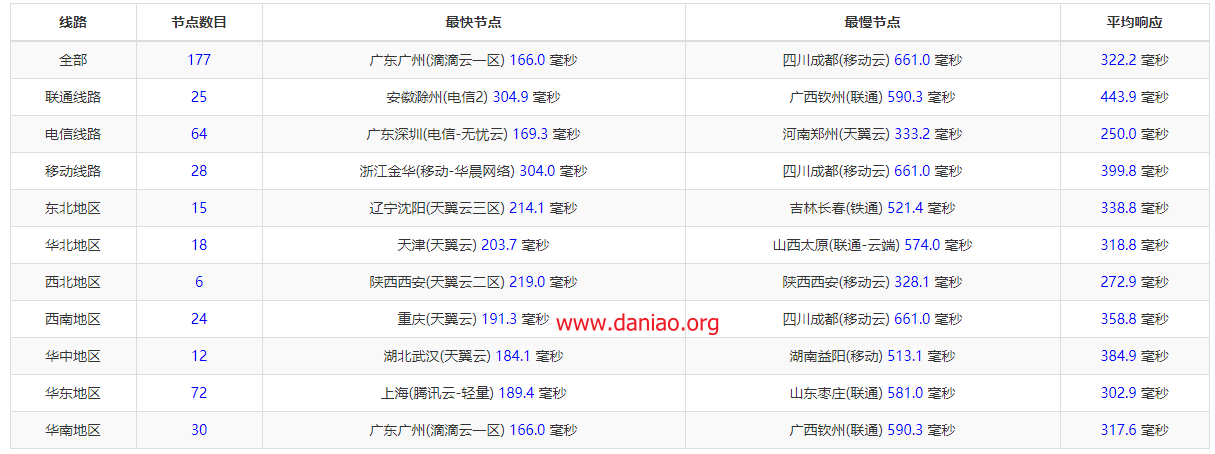 线路 节点数目 最快节点 最慢节点 平均响应
全部 177 广东广州(滴滴云一区) 166.0 毫秒 四川成都(移动云) 661.0 毫秒 322.2 毫秒
联通线路 25 安徽滁州(电信2) 304.9 毫秒 广西钦州(联通) 590.3 毫秒 443.9 毫秒
电信线路 64 广东深圳(电信-无忧云) 169.3 毫秒 河南郑州(天翼云) 333.2 毫秒 250.0 毫秒
移动线路 28 浙江金华(移动-华晨网络) 304.0 毫秒 四川成都(移动云) 661.0 毫秒 399.8 毫秒
东北地区 15 辽宁沈阳(天翼云三区) 214.1 毫秒 吉林长春(铁通) 521.4 毫秒 338.8 毫秒
华北地区 18 天津(天翼云) 203.7 毫秒 山西太原(联通-云端) 574.0 毫秒 318.8 毫秒
西北地区 6 陕西西安(天翼云二区) 219.0 毫秒 陕西西安(移动云) 328.1 毫秒 272.9 毫秒
西南地区 24 重庆(天翼云) 191.3 毫秒 四川成都(移动云) 661.0 毫秒 358.8 毫秒
www.daniao.org
华中地区 12 湖北武汉(天翼云) 184.1 毫秒 湖南益阳(移动) 513.1 毫秒 384.9 毫秒
华东地区 72 上海(腾讯云-轻量) 189.4 毫秒 山东枣庄(联通) 581.0 毫秒 302.9 毫秒
华南地区 30 广东广州(滴滴云一区) 166.0 毫秒 广西钦州(联通) 590.3 毫秒 317.6 毫秒